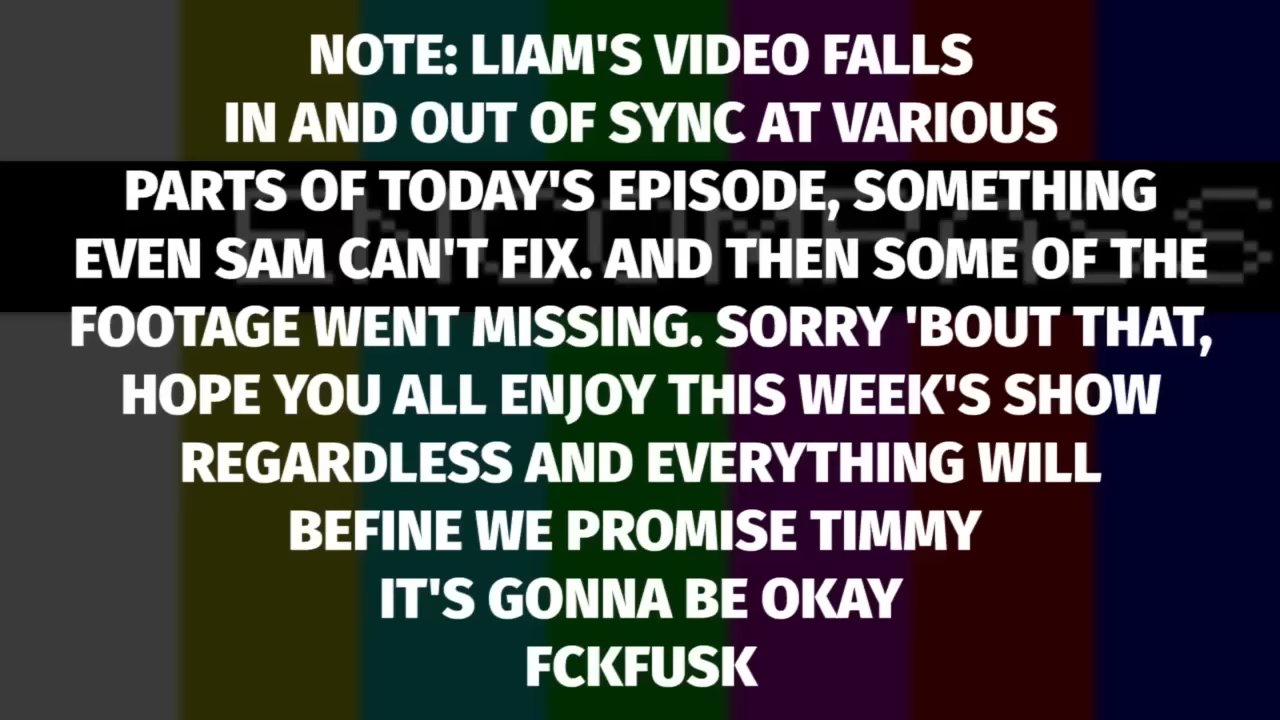 NOTE: LIAM'S VIDEO FALLS
IN AND OUT OF SYNC AT VARIOUS
PARTS OF TODAY'S EPISODE, SOMETHING
EVEN SAM CAN'T FIX. AND THEN SOME OF THE
FOOTAGE WENT MISSING. SORRY 'BOUT THAT,
HOPE YOU ALL ENJOY THIS WEEK'S SHOW
REGARDLESS AND EVERYTHING WILL
BEFINE WE PROMISE TIMMY
IT'S GONNA BE OKAY
FCKFUSK